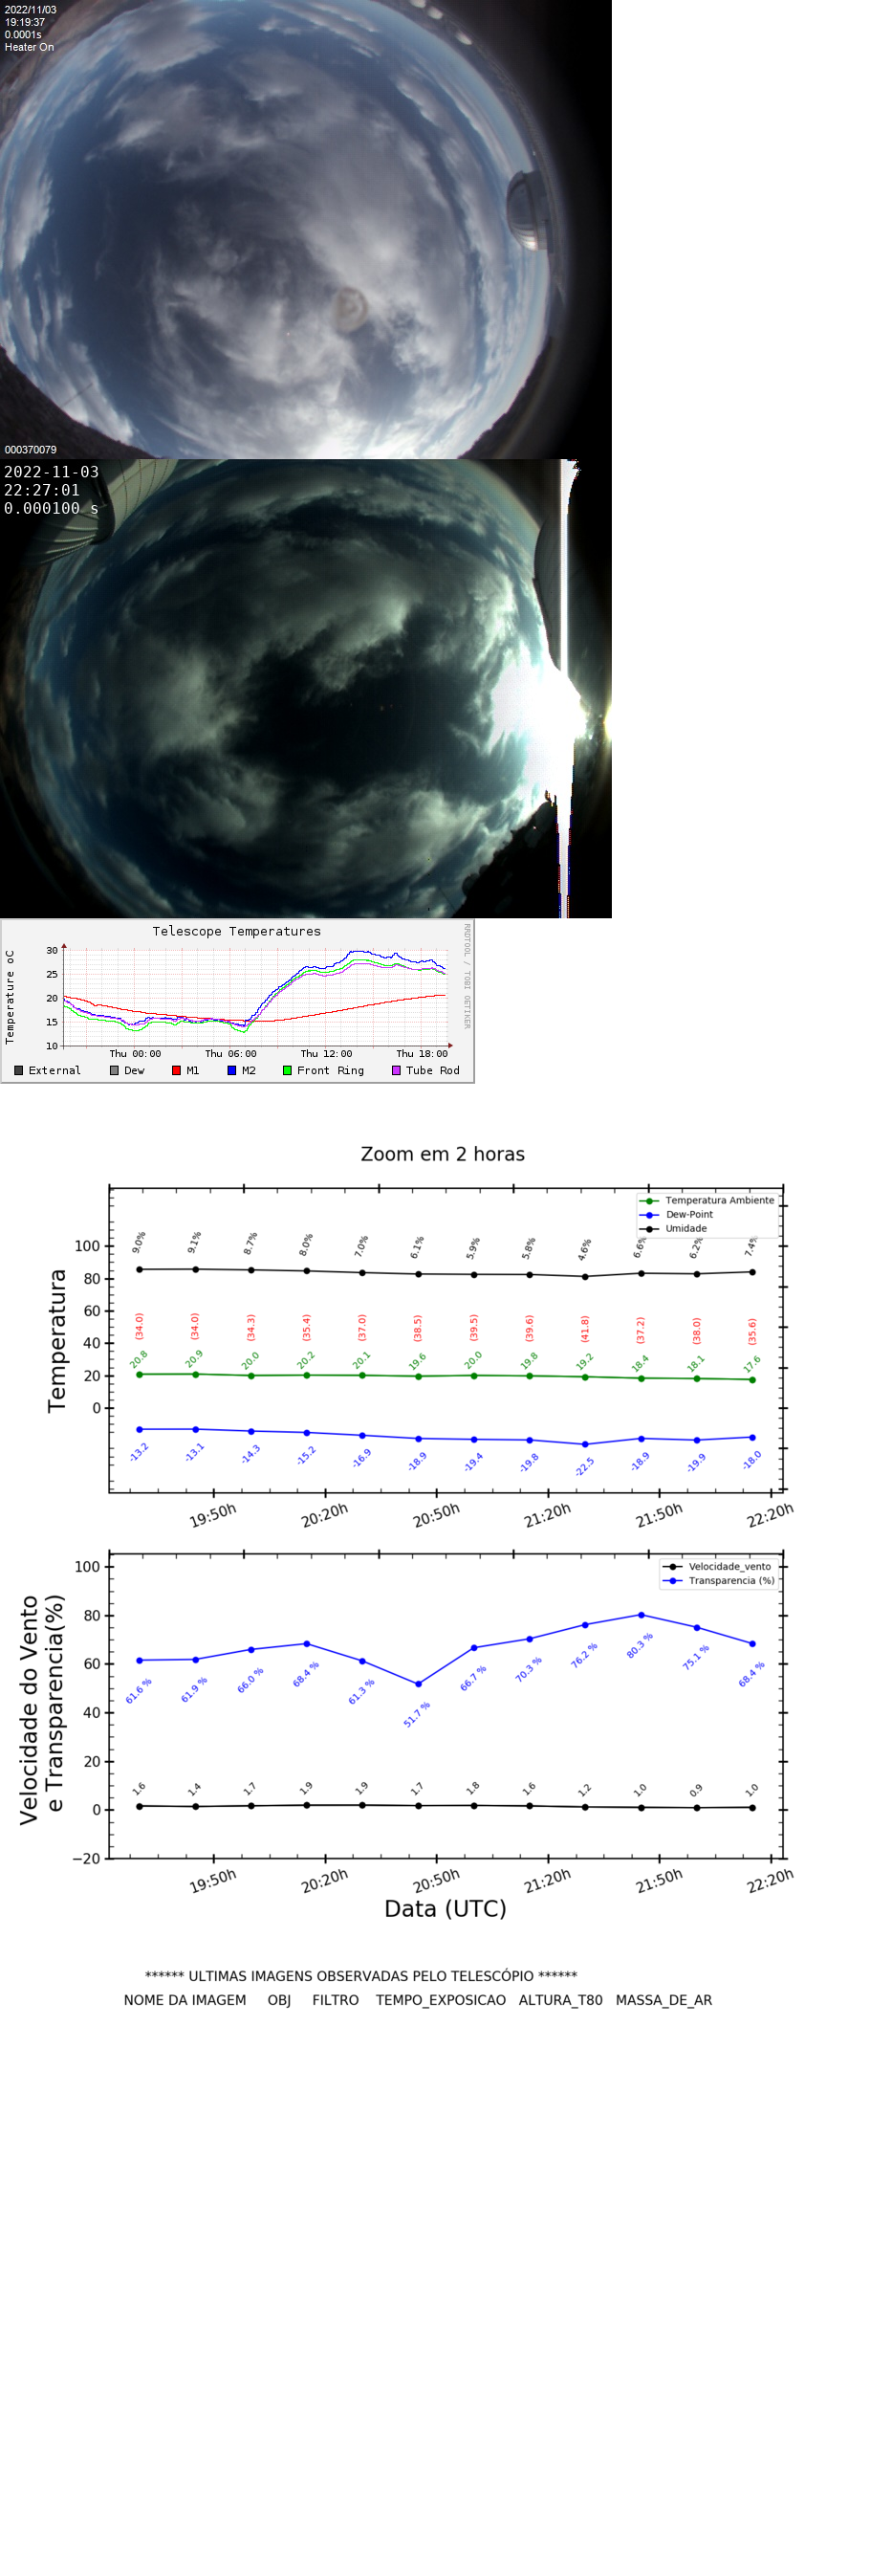 2022/11/03
19:19:37
0.0001s
Heater On
000370079
2022-11-03
22:27:01
0.000100 s
Telescope Temperatures
RRDTOOL / TOBI OETIKER
Temperature oC
30
25
20
15
10
Thu 00:00 Thu 06:00 Thu 12:00 Thu 18:00
External Dew M1 M2 Front Ring Tube Rod
Zoom em 2 horas
Temperatura Ambiente
Dew-Point
Umidade
Temperatura
100
80
60
40
20
0
9.0% 9.1% 8.7% 8.0% 7.0% 6.1% 5.9% 5.8% 4.6% 6.6% 6.2% 7.4%
(34.0) (34.0) (34.3) (35.4) (37.0) (38.5) (39.5) (39.6) (41.8) (37.2) (38.0) (35.6)
20.8 20.9 20.0 20.2 20.1 19.6 20.0 19.8 19.2 18.4 18.1 17.6
-13.2 -13.1 -14.3 -15.2 -16.9 -18.9 -19.4 -19.8 -22.5 -18.9 -19.9 -18.0
19:50h 20:20h 20:50h 21:20h 21:50h 22:20h
Velocidade_vento
Transparencia (%)
Velocidade do Vento
e Transparencia(%)
100
80
60
40
20
0
−20
61.6 % 61.9 % 66.0 % 68.4 % 61.3 % 51.7 % 66.7 % 70.3 % 76.2 % 80.3 % 75.1 % 68.4 %
1.6 1.4 1.7 1.9 1.9 1.7 1.8 1.6 1.2 1.0 0.9 1.0
19:50h 20:20h 20:50h 21:20h 21:50h 22:20h
Data (UTC)
****** ULTIMAS IMAGENS OBSERVADAS PELO TELESCÓPIO ******
NOME DA IMAGEM OBJ FILTRO TEMPO_EXPOSICAO ALTURA_T80 MASSA_DE_AR